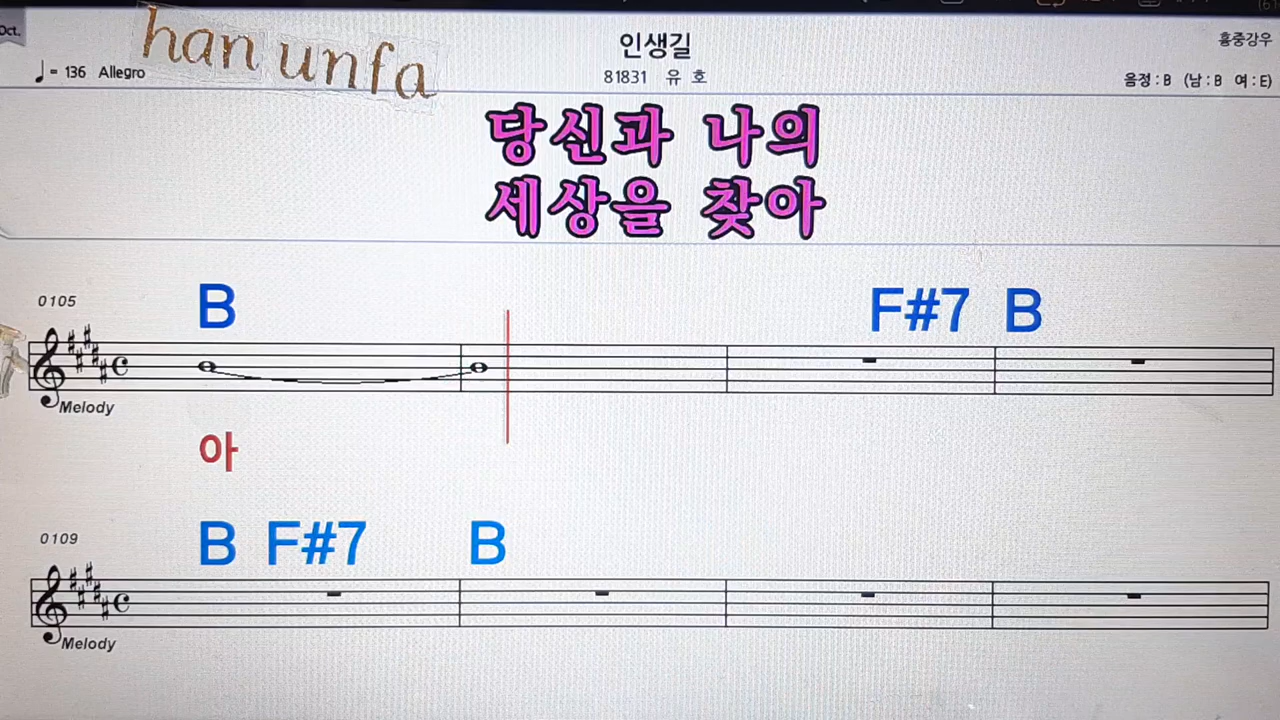 Oct.
han unfa
♩= 136 Allegro
인생길
81831 유 호
흉중강우
음정 : B (남 : B 여 : E)
당신과 나의
세상을 찾아
0105
B
F#7 B
Melody
아
0109
B F#7 B
Melody